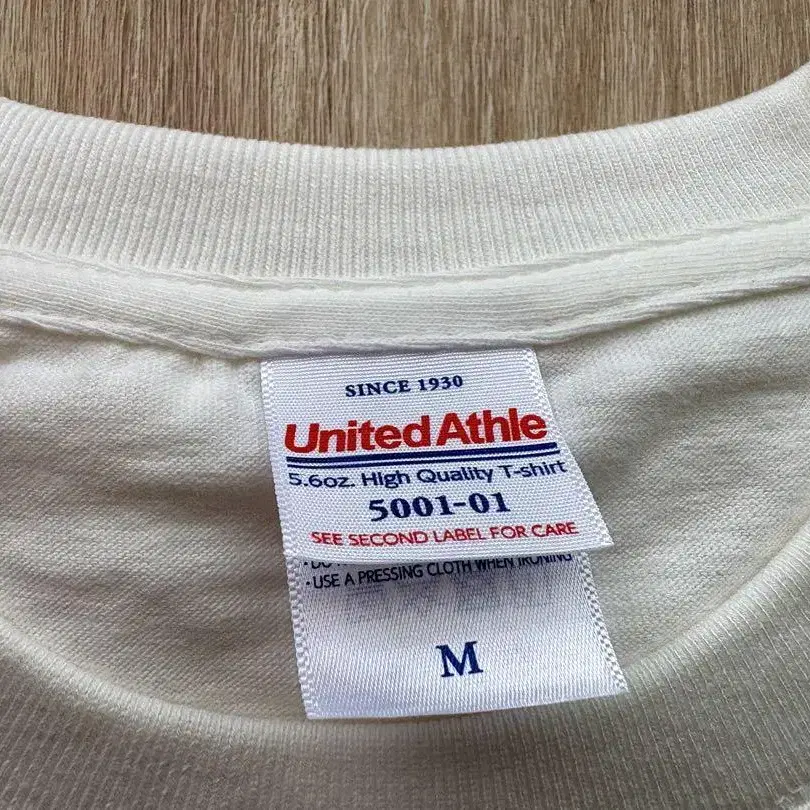 SINCE 1930
United Athle
5.6oz. High Quality T-shirt
5001-01
SEE SECOND LABEL FOR CARE
· USE A PRESSING CLOTH WHEN IRONING
M